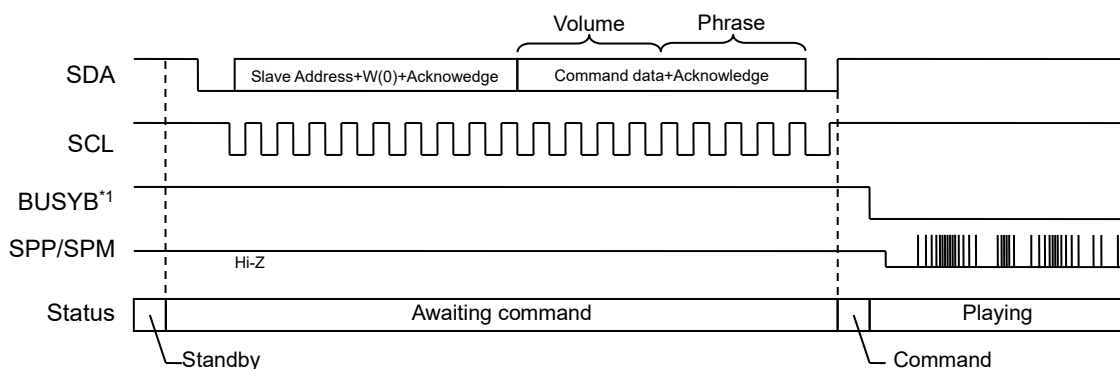 Volume Phrase
SDA Slave Address+W(0)+Acknowedge Command data+Acknowledge
SCL
BUSYB*1
SPP/SPM
Hi-Z
Status Awaiting command Playing
Standby Command